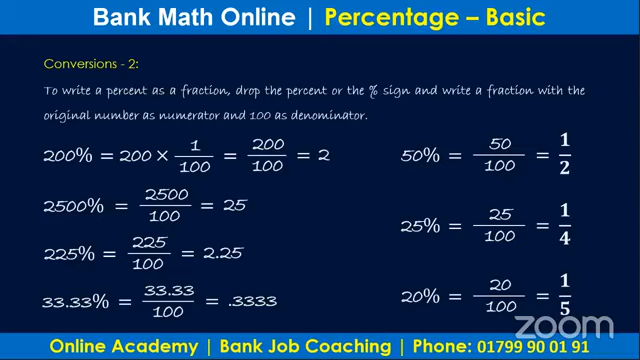 Bank Math Online | Percentage – Basic
Conversions - 2:
To write a percent as a fraction, drop the percent or the % sign and write a fraction with the
original number as numerator and 100 as denominator.
200% = 200 × 1/100 = 200/100 = 2
2500% = 2500/100 = 25
225% = 225/100 = 2.25
33.33% = 33.33/100 = .3333
50% = 50/100 = 1/2
25% = 25/100 = 1/4
20% = 20/100 = 1/5
zoom
Online Academy | Bank Job Coaching | Phone: 01799 90 01 91